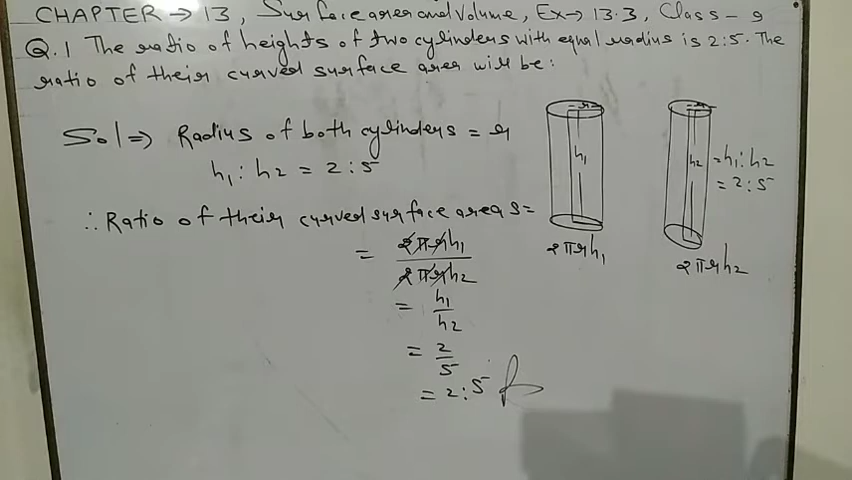 CHAPTER → 13, Surface area and Volume, Ex → 13.3, Class - 9
Q.1 The ratio of heights of two cylinders with equal radius is 2:5. The
ratio of their curved surface area will be:
Sol ⇒ Radius of both cylinders = r
h₁ : h₂ = 2 : 5
∴ Ratio of their curved surface areas =
= 2πrh₁ / 2πrh₂
= h₁ / h₂
= 2 / 5
= 2:5
r
h₁
2πrh₁
r
h₂ = h₁ : h₂
= 2 : 5
2πrh₂